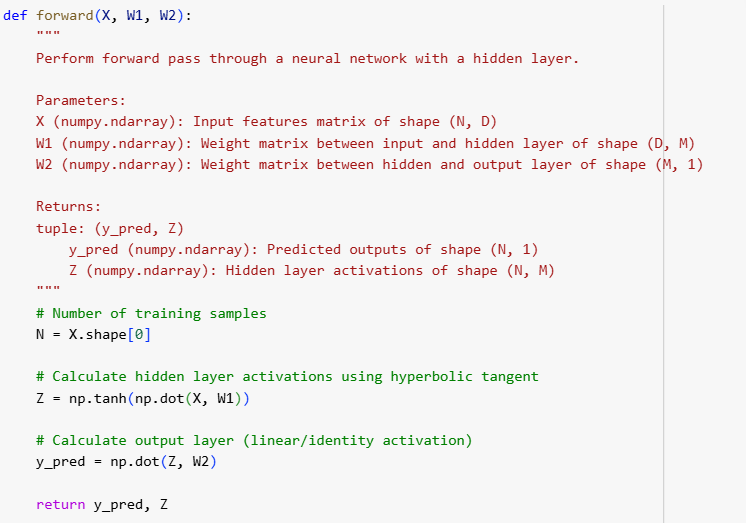 def forward(X, W1, W2):
    """
    Perform forward pass through a neural network with a hidden layer.

    Parameters:
    X (numpy.ndarray): Input features matrix of shape (N, D)
    W1 (numpy.ndarray): Weight matrix between input and hidden layer of shape (D, M)
    W2 (numpy.ndarray): Weight matrix between hidden and output layer of shape (M, 1)

    Returns:
    tuple: (y_pred, Z)
        y_pred (numpy.ndarray): Predicted outputs of shape (N, 1)
        Z (numpy.ndarray): Hidden layer activations of shape (N, M)
    """
    # Number of training samples
    N = X.shape[0]

    # Calculate hidden layer activations using hyperbolic tangent
    Z = np.tanh(np.dot(X, W1))

    # Calculate output layer (linear/identity activation)
    y_pred = np.dot(Z, W2)

    return y_pred, Z